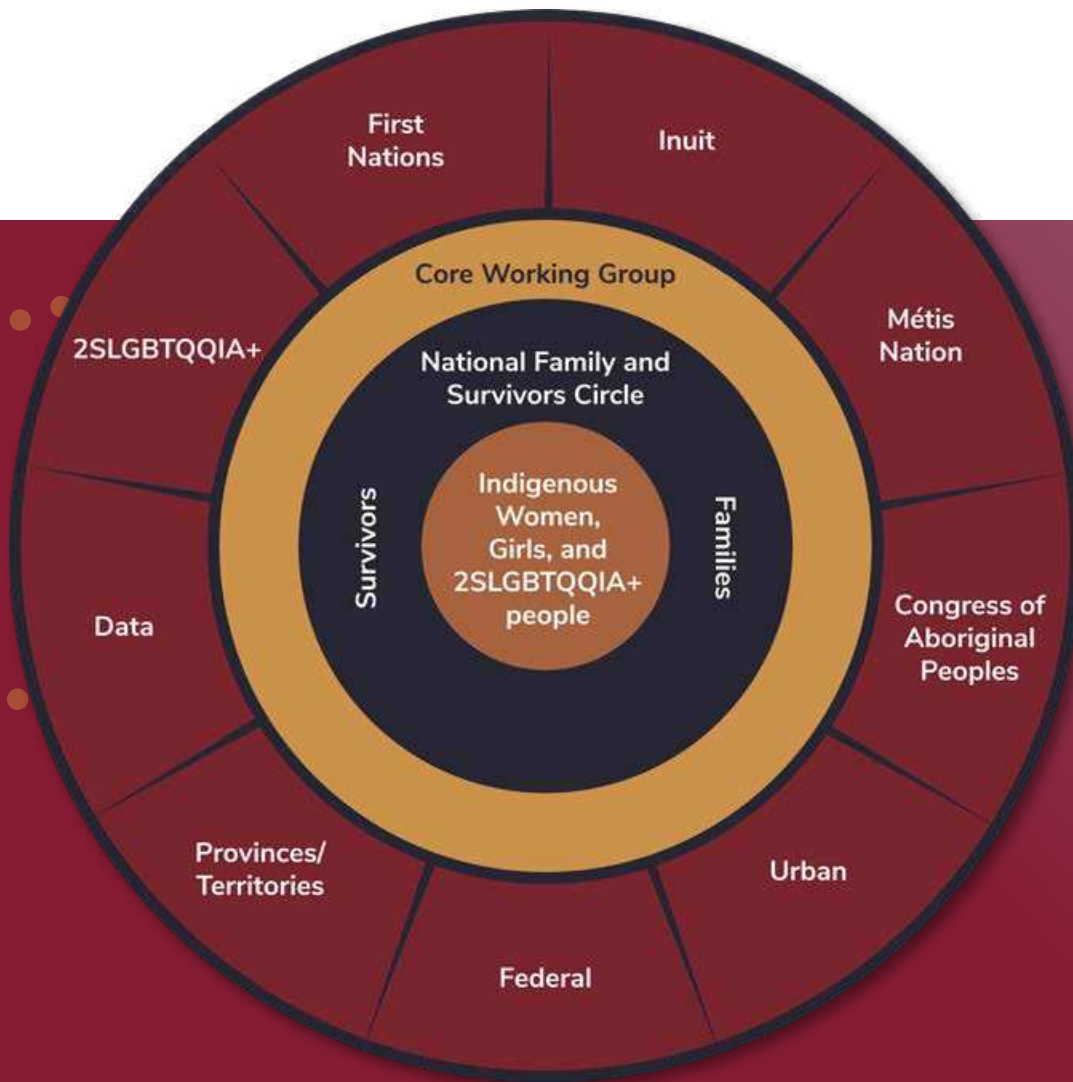 First
Nations
Inuit
Core Working Group
Métis
Nation
2SLGBTQQIA+
National Family and
Survivors Circle
Indigenous
Women,
Girls, and
2SLGBTQQIA+
people
Survivors
Families
Congress of
Aboriginal
Peoples
Data
Provinces/
Territories
Urban
Federal